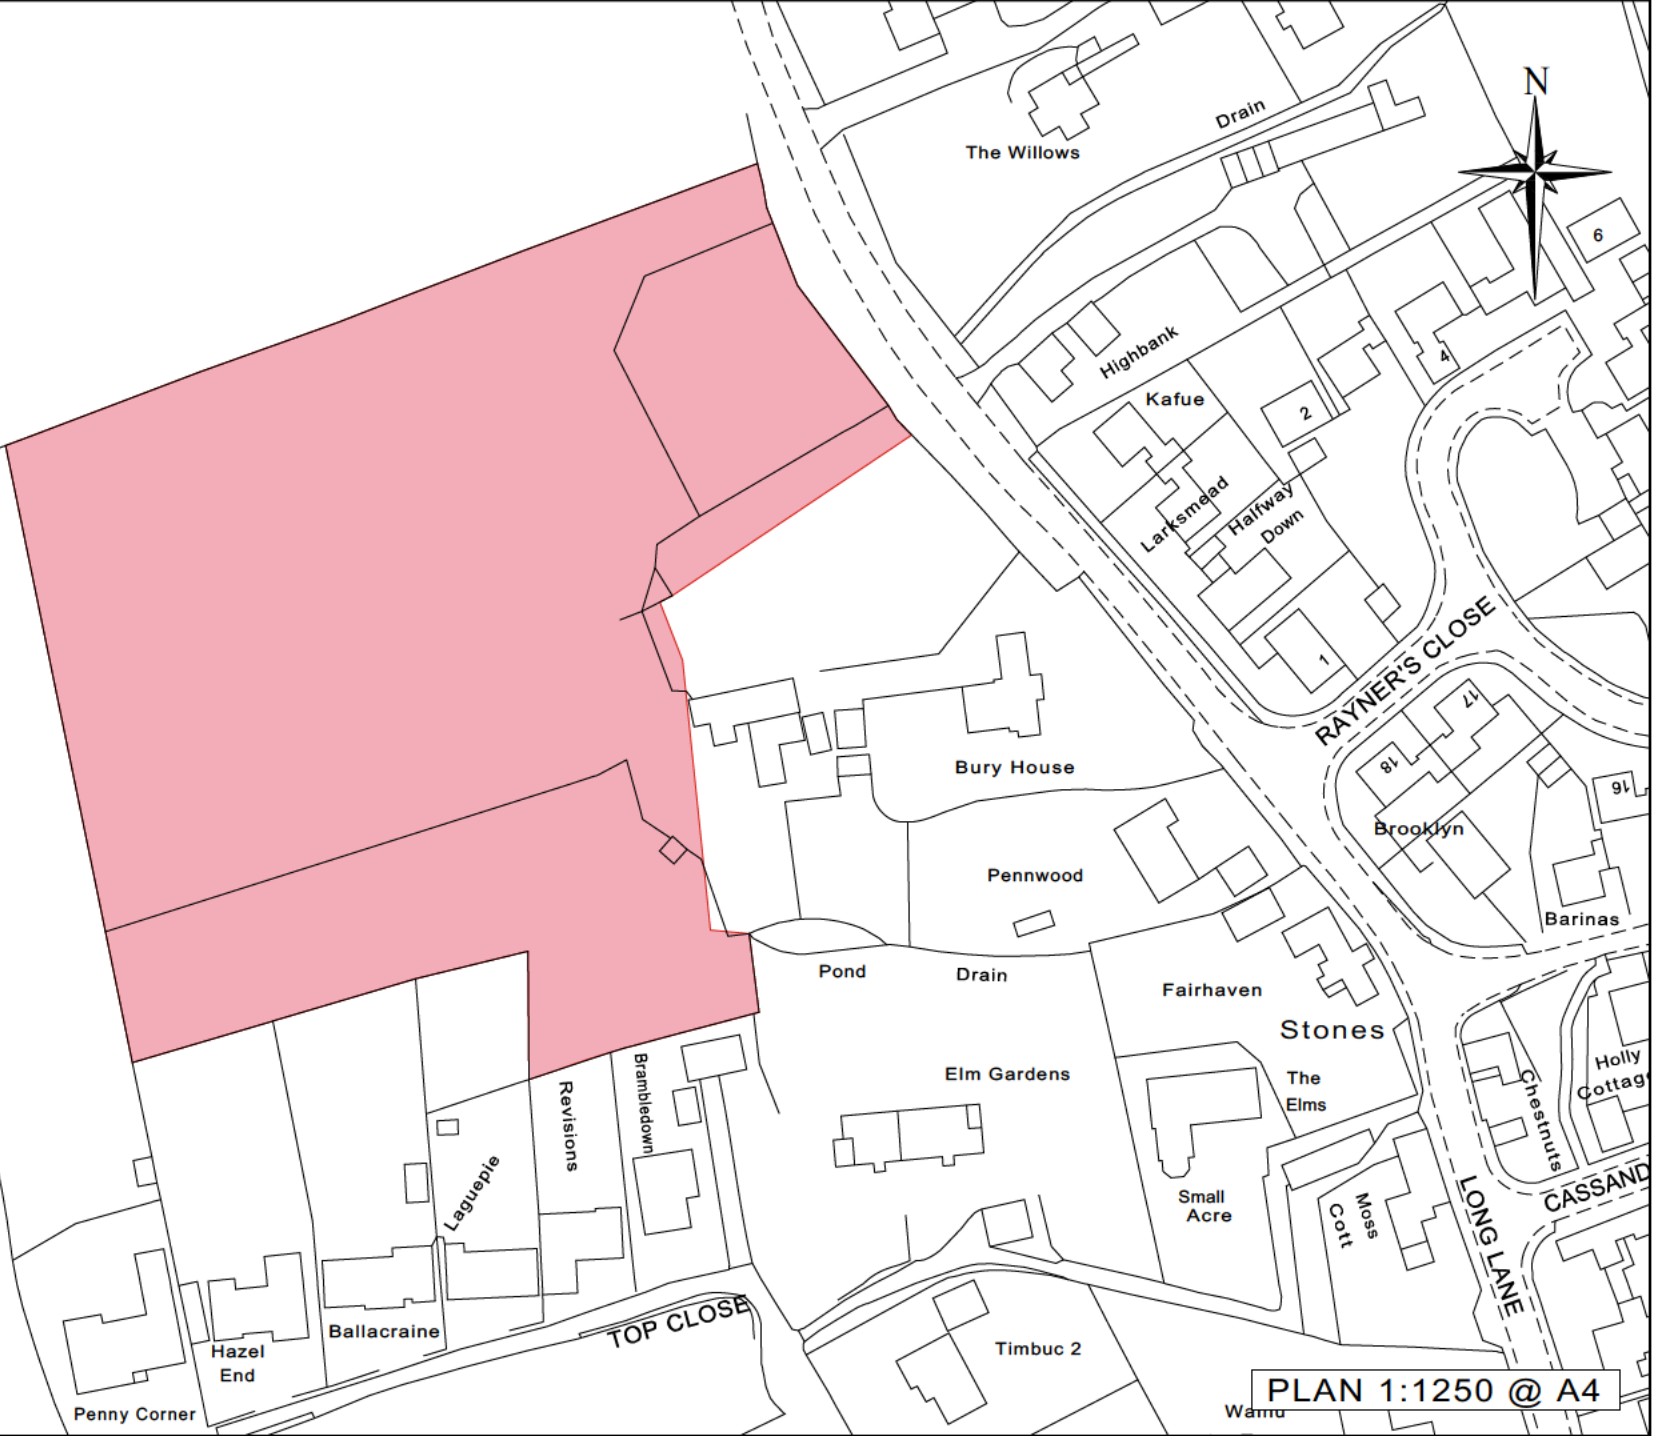 N
Drain
The Willows
6
Highbank
4
Kafue
2
Larksmead
Halfway
Down
1
RAYNER'S CLOSE
17
18
Bury House
16
Brooklyn
Pennwood
Barinas
Pond
Drain
Fairhaven
Stones
Elm Gardens
The
Elms
Holly
Cottag
Chestnuts
Brambledown
Revisions
Laguepie
Small
Acre
Moss
Cott
CASSAND
LONG LANE
TOP CLOSE
Ballacraine
Hazel
End
Timbuc 2
Penny Corner
PLAN 1:1250 @ A4